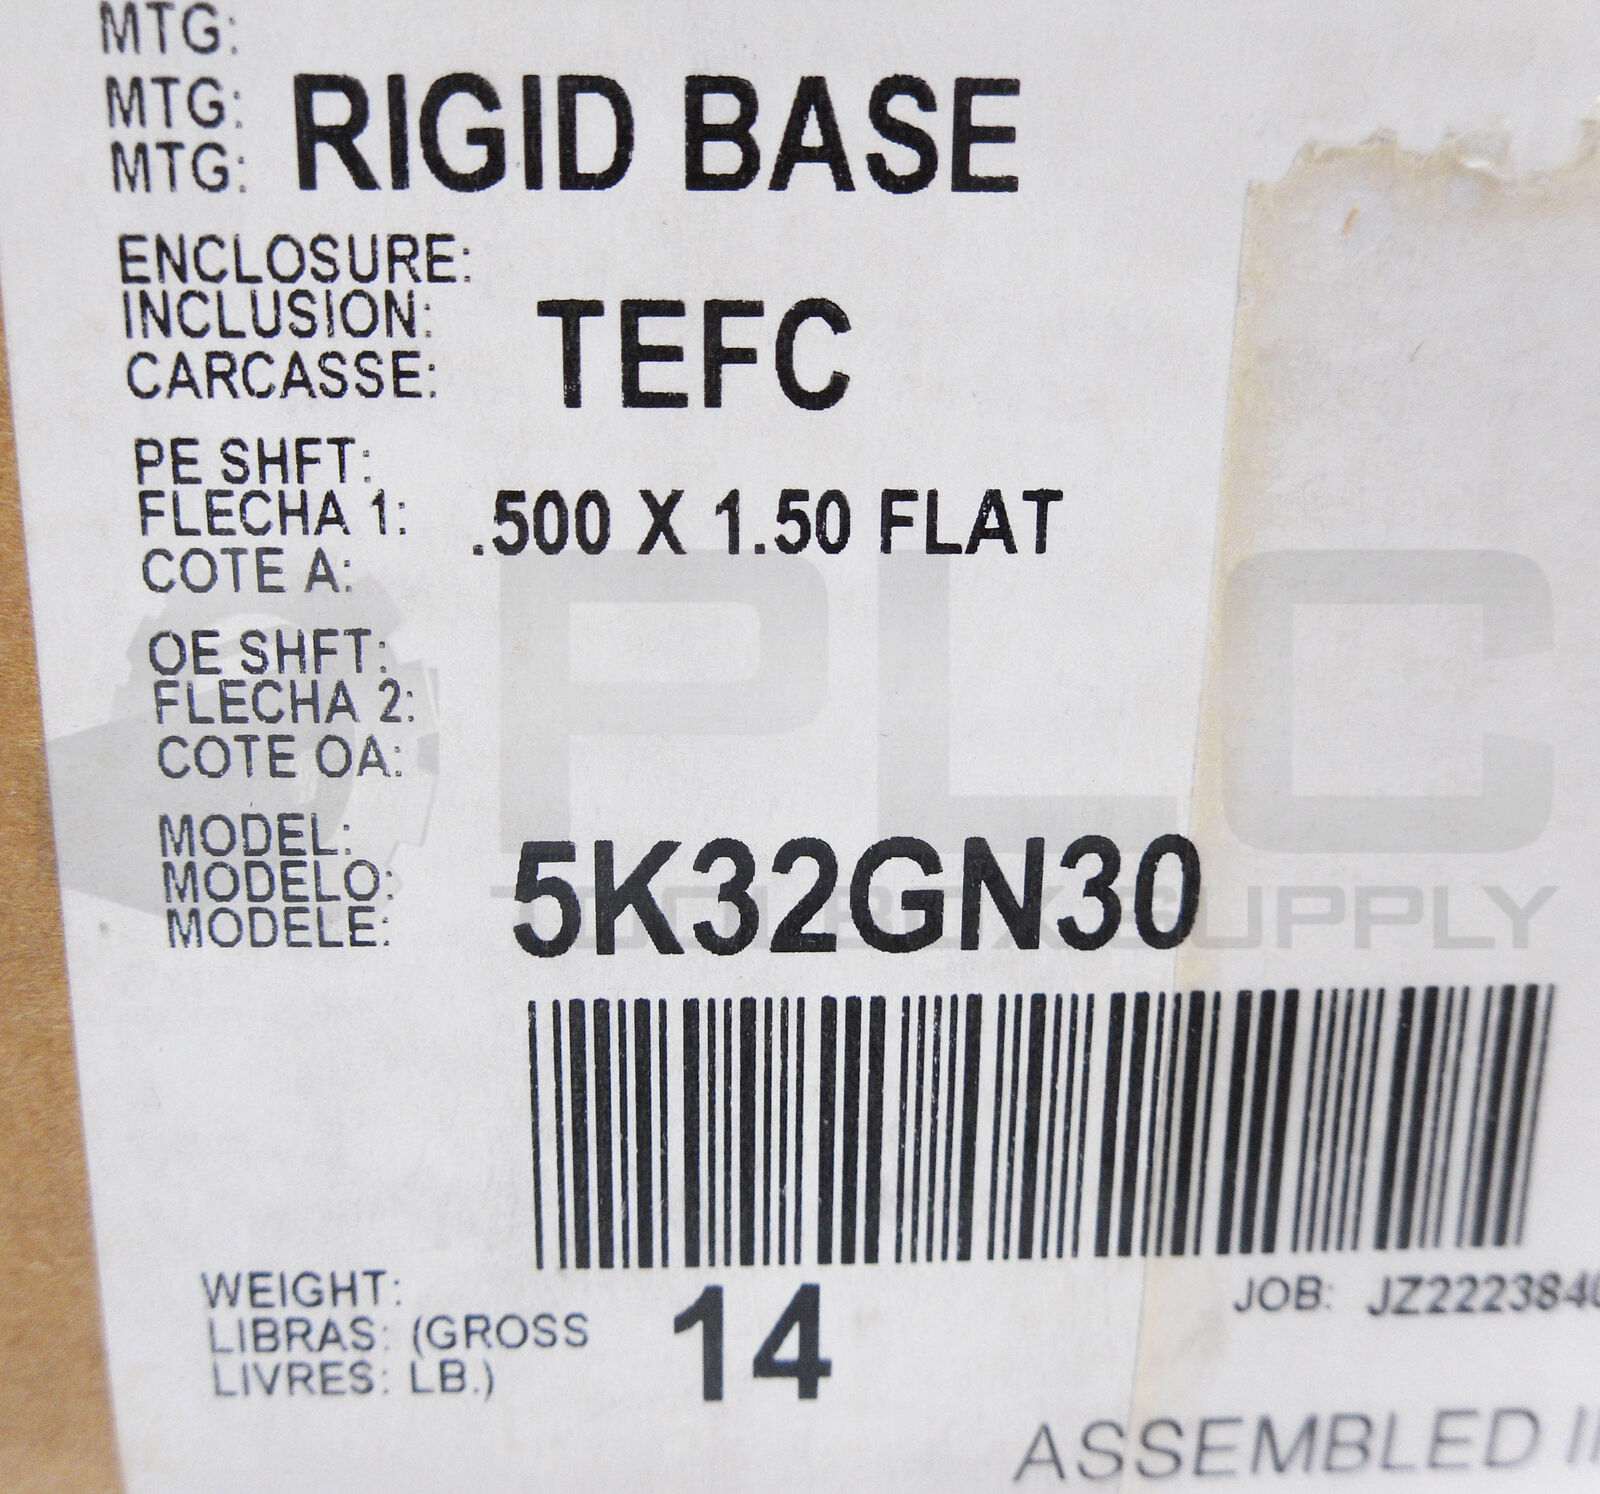 MTG:
MTG: RIGID BASE
MTG:
ENCLOSURE:
INCLUSION: TEFC
CARCASSE:
PE SHFT:
FLECHA 1: .500 X 1.50 FLAT
COTE A:
OE SHFT:
FLECHA 2:
COTE OA:
PLC
MODEL:
MODELO: 5K32GN30
MODELE:
TOOLBOX SUPPLY
WEIGHT:
LIBRAS: (GROSS 14
LIVRES: LB.)
JOB: JZ2223840
ASSEMBLED